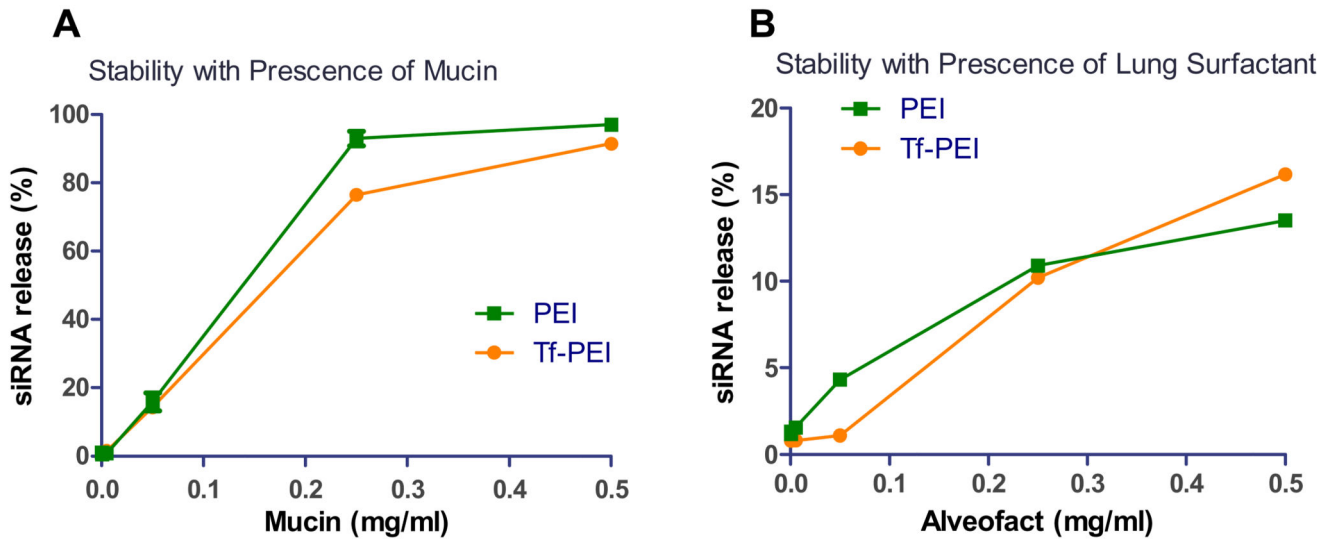 A
Stability with Prescence of Mucin
siRNA release (%)
100
80
60
40
20
0
PEI
Tf-PEI
0.0 0.1 0.2 0.3 0.4 0.5
Mucin (mg/ml)
B
Stability with Prescence of Lung Surfactant
siRNA release (%)
20
15
10
5
0
PEI
Tf-PEI
0.0 0.1 0.2 0.3 0.4 0.5
Alveofact (mg/ml)